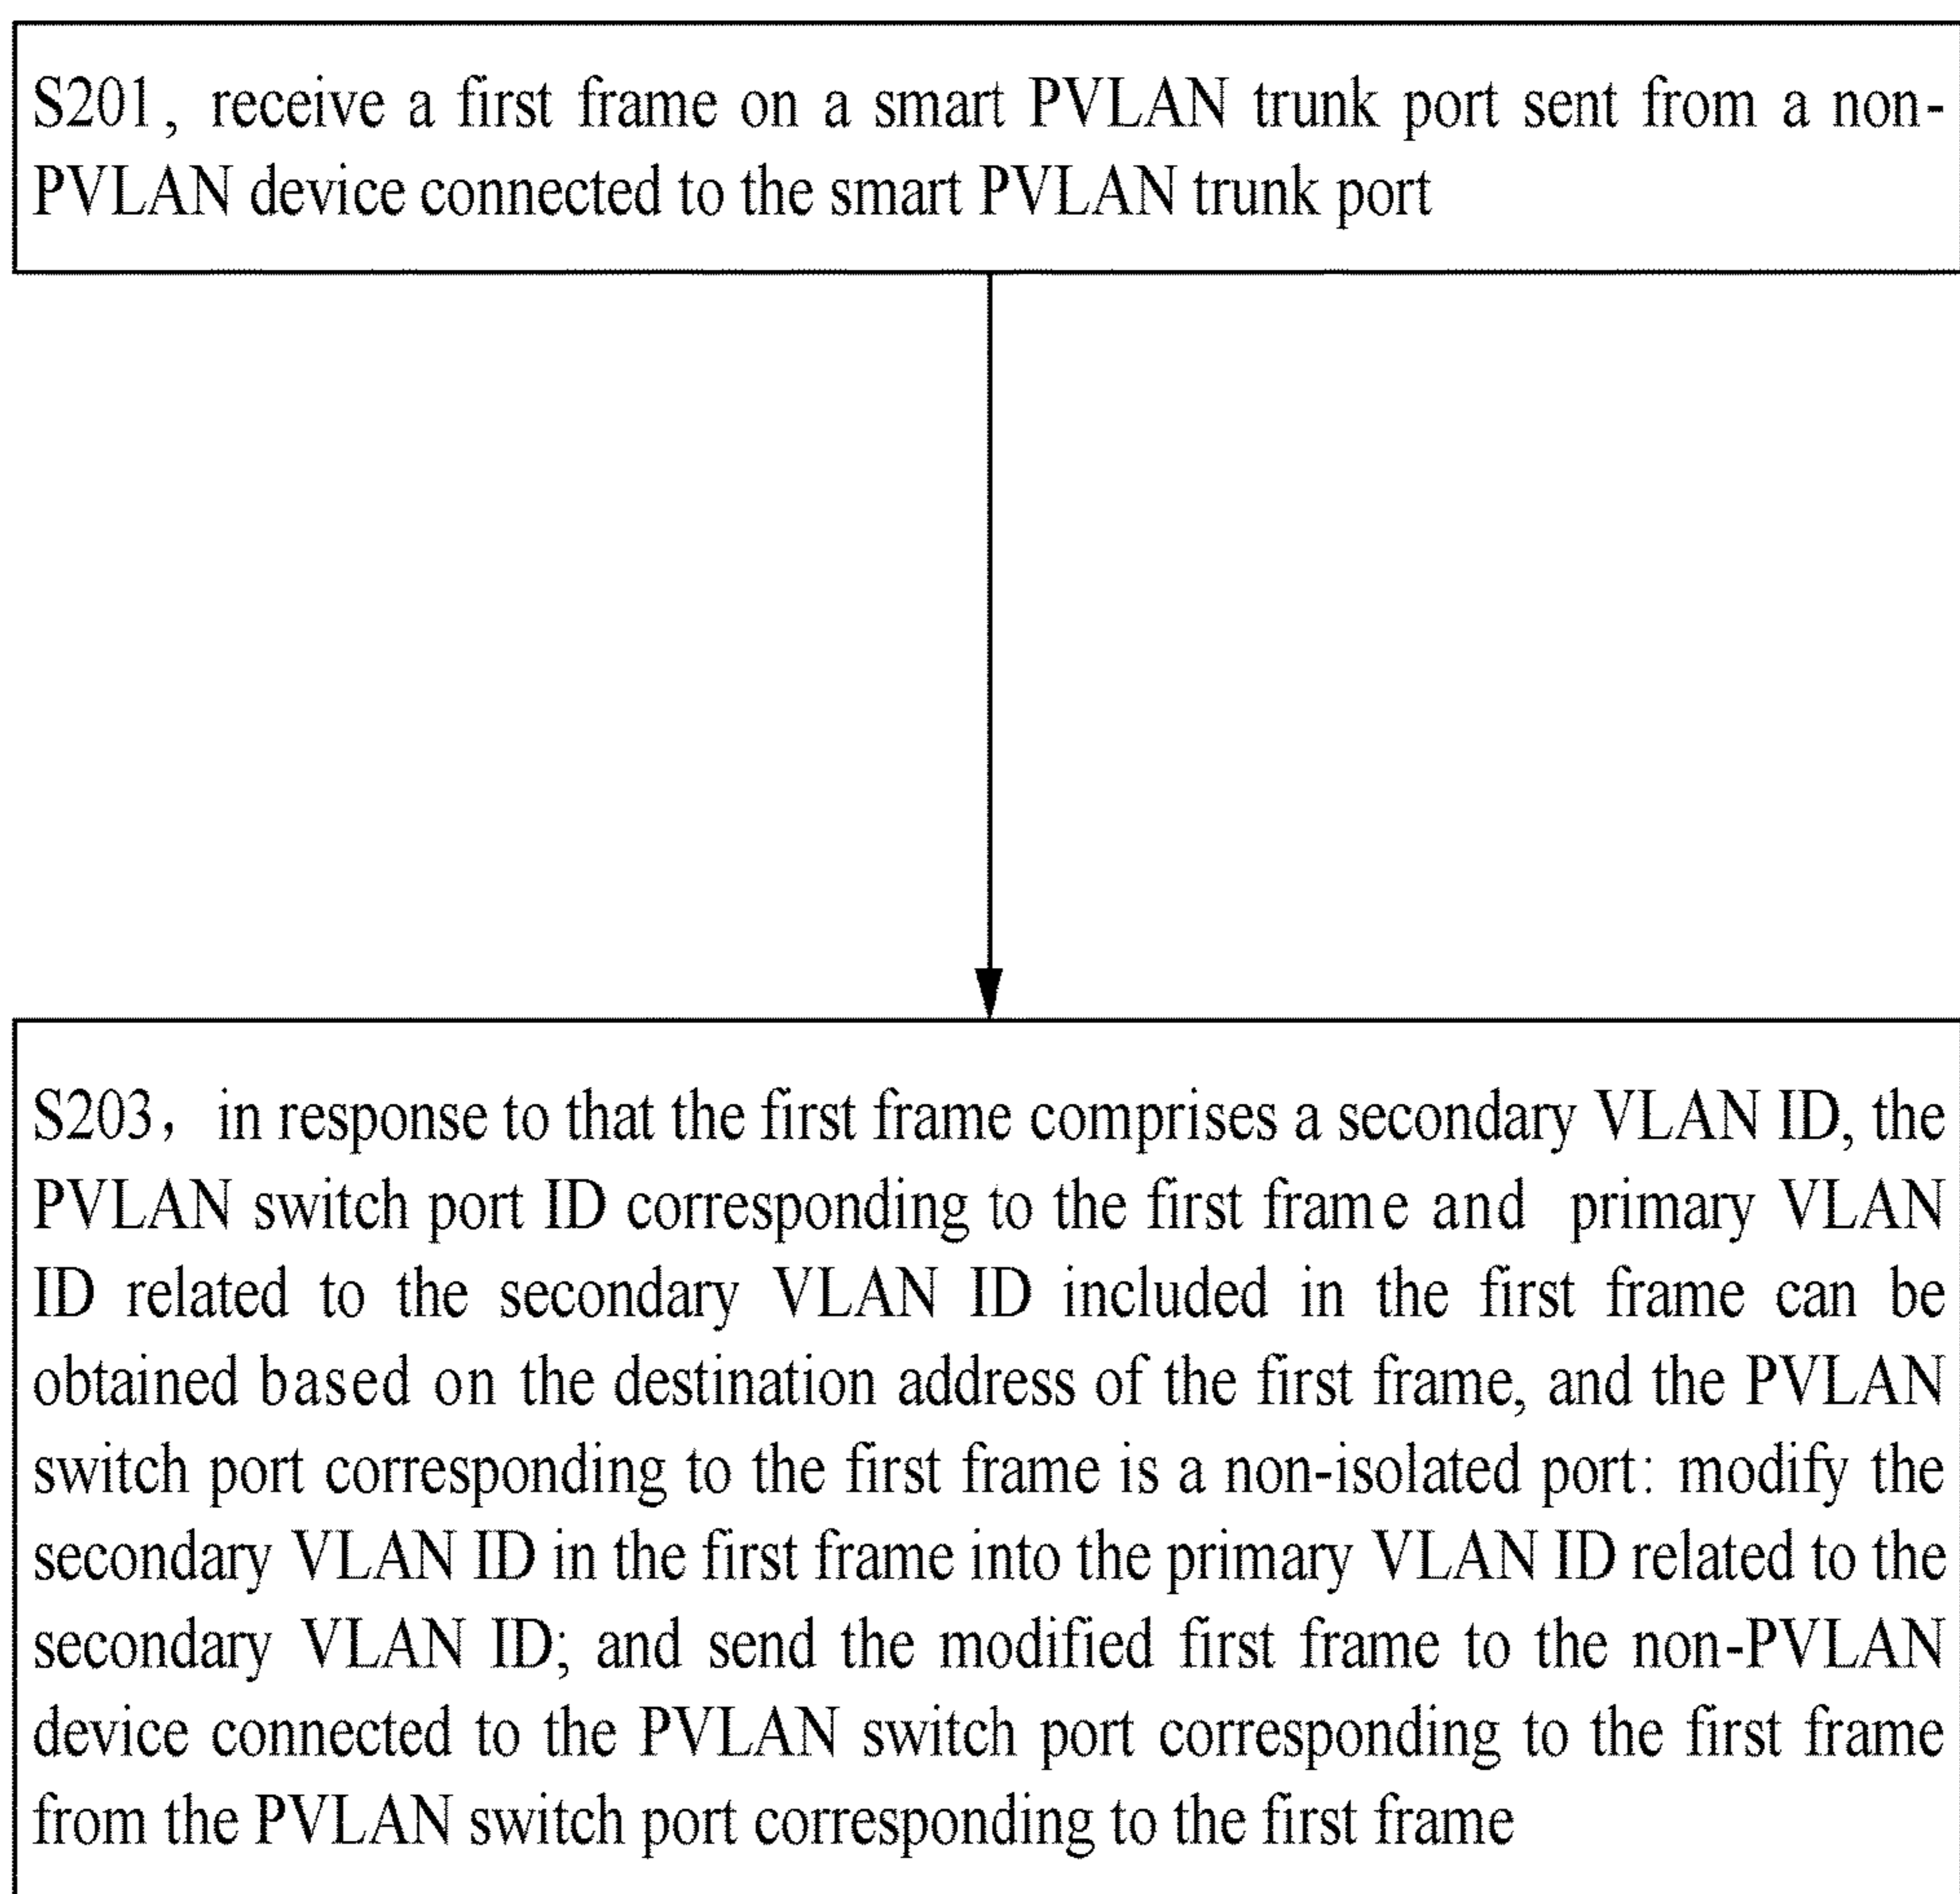 S201, receive a first frame on a smart PVLAN trunk port sent from a non-
PVLAN device connected to the smart PVLAN trunk port
S203, in response to that the first frame comprises a secondary VLAN ID, the
PVLAN switch port ID corresponding to the first frame and primary VLAN
ID related to the secondary VLAN ID included in the first frame can be
obtained based on the destination address of the first frame, and the PVLAN
switch port corresponding to the first frame is a non-isolated port: modify the
secondary VLAN ID in the first frame into the primary VLAN ID related to the
secondary VLAN ID; and send the modified first frame to the non-PVLAN
device connected to the PVLAN switch port corresponding to the first frame
from the PVLAN switch port corresponding to the first frame